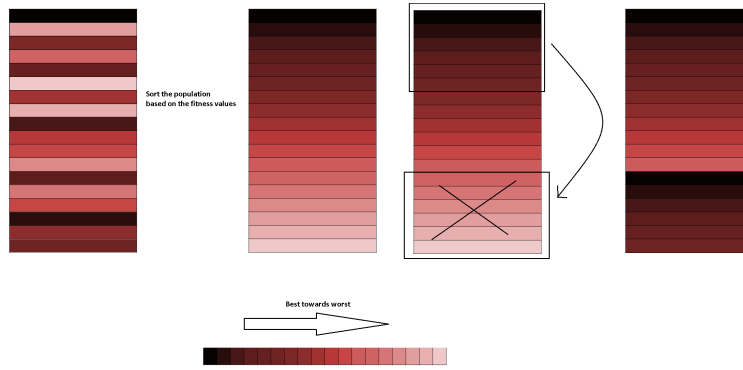 Sort the population
based on the fitness values
Best towards worst